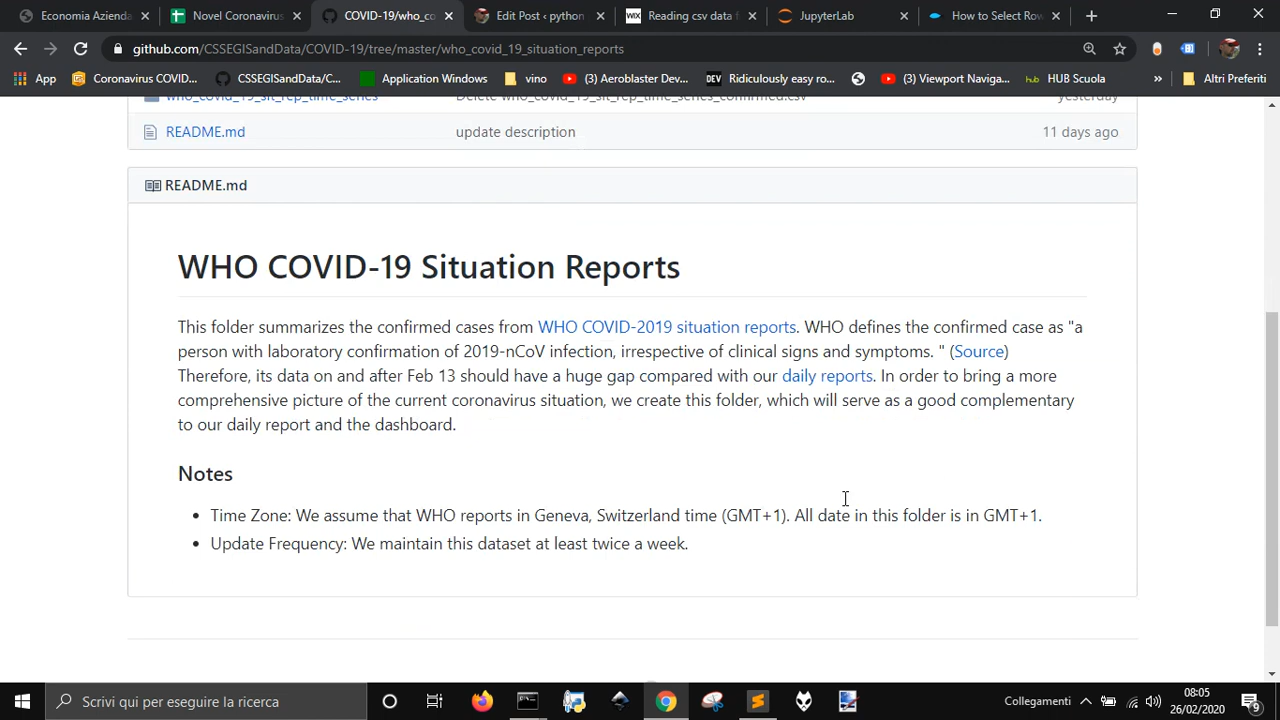 Economia Azienda
Novel Coronavirus
COVID-19/who_co
Edit Post ‹ python
Reading csv data f
JupyterLab
How to Select Row
github.com/CSSEGISandData/COVID-19/tree/master/who_covid_19_situation_reports
App
Coronavirus COVID...
CSSEGISandData/C...
Application Windows
vino
(3) Aeroblaster Dev...
DEV
Ridiculously easy ro...
(3) Viewport Naviga...
hub
HUB Scuola
»
Altri Preferiti
who_covid_19_sit_rep_time_series
Delete who_covid_19_sit_rep_time_series_confirmed.csv
yesterday
README.md
update description
11 days ago
README.md
WHO COVID-19 Situation Reports
This folder summarizes the confirmed cases from WHO COVID-2019 situation reports. WHO defines the confirmed case as "a
person with laboratory confirmation of 2019-nCoV infection, irrespective of clinical signs and symptoms. " (Source)
Therefore, its data on and after Feb 13 should have a huge gap compared with our daily reports. In order to bring a more
comprehensive picture of the current coronavirus situation, we create this folder, which will serve as a good complementary
to our daily report and the dashboard.
Notes
• Time Zone: We assume that WHO reports in Geneva, Switzerland time (GMT+1). All date in this folder is in GMT+1.
• Update Frequency: We maintain this dataset at least twice a week.
Scrivi qui per eseguire la ricerca
Collegamenti
08:05
26/02/2020
9